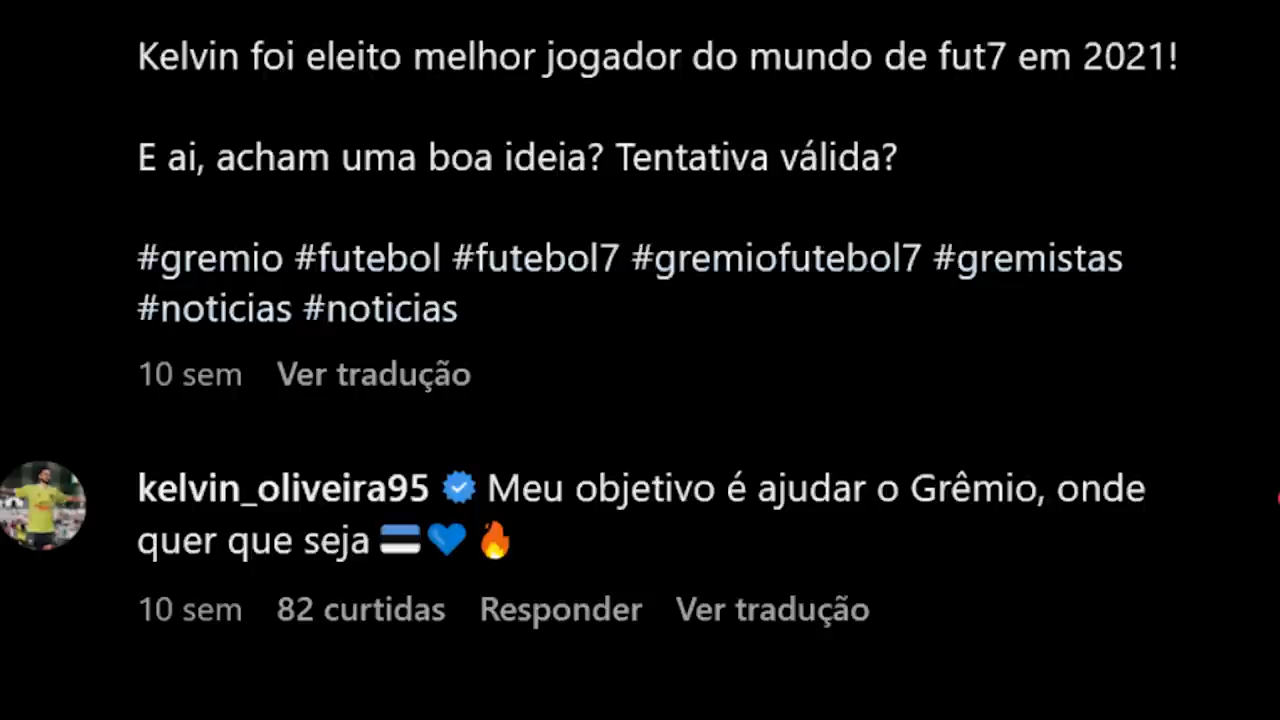 Kelvin foi eleito melhor jogador do mundo de fut7 em 2021!
E ai, acham uma boa ideia? Tentativa válida?
#gremio #futebol #futebol7 #gremiofutebol7 #gremistas
#noticias #noticias
10 sem Ver tradução
kelvin_oliveira95 Meu objetivo é ajudar o Grêmio, onde
quer que seja 🇪🇪💙🔥
10 sem 82 curtidas Responder Ver tradução